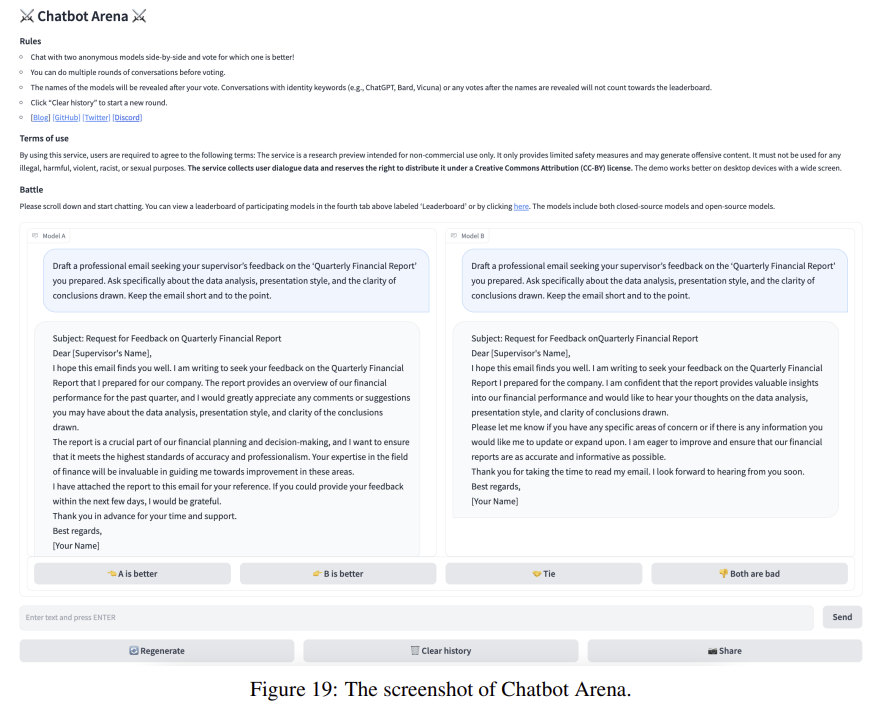 ⚔ Chatbot Arena ⚔
Rules
Chat with two anonymous models side-by-side and vote for which one is better!
You can do multiple rounds of conversations before voting.
The names of the models will be revealed after your vote. Conversations with identity keywords (e.g., ChatGPT, Bard, Vicuna) or any votes after the names are revealed will not count towards the leaderboard.
Click "Clear history" to start a new round.
[Blog] [GitHub] [Twitter] [Discord]
Terms of use
By using this service, users are required to agree to the following terms: The service is a research preview intended for non-commercial use only. It only provides limited safety measures and may generate offensive content. It must not be used for any
illegal, harmful, violent, racist, or sexual purposes. The service collects user dialogue data and reserves the right to distribute it under a Creative Commons Attribution (CC-BY) license. The demo works better on desktop devices with a wide screen.
Battle
Please scroll down and start chatting. You can view a leaderboard of participating models in the fourth tab above labeled 'Leaderboard' or by clicking here. The models include both closed-source models and open-source models.
Model A
Draft a professional email seeking your supervisor's feedback on the 'Quarterly Financial Report'
you prepared. Ask specifically about the data analysis, presentation style, and the clarity of
conclusions drawn. Keep the email short and to the point.
Subject: Request for Feedback on Quarterly Financial Report
Dear [Supervisor's Name],
I hope this email finds you well. I am writing to seek your feedback on the Quarterly Financial
Report that I prepared for our company. The report provides an overview of our financial
performance for the past quarter, and I would greatly appreciate any comments or suggestions
you may have about the data analysis, presentation style, and clarity of the conclusions
drawn.
The report is a crucial part of our financial planning and decision-making, and I want to ensure
that it meets the highest standards of accuracy and professionalism. Your expertise in the field
of finance will be invaluable in guiding me towards improvement in these areas.
I have attached the report to this email for your reference. If you could provide your feedback
within the next few days, I would be grateful.
Thank you in advance for your time and support.
Best regards,
[Your Name]
Model B
Draft a professional email seeking your supervisor's feedback on the 'Quarterly Financial Report'
you prepared. Ask specifically about the data analysis, presentation style, and the clarity of
conclusions drawn. Keep the email short and to the point.
Subject: Request for Feedback onQuarterly Financial Report
Dear [Supervisor's Name],
I hope this email finds you well. I am writing to seek your feedback on the Quarterly Financial
Report I prepared for the company. I am confident that the report provides valuable insights
into our financial performance and would like to hear your thoughts on the data analysis,
presentation style, and clarity of conclusions drawn.
Please let me know if you have any specific areas of concern or if there is any information you
would like me to update or expand upon. I am eager to improve and ensure that our financial
reports are as accurate and informative as possible.
Thank you for taking the time to read my email. I look forward to hearing from you soon.
Best regards,
[Your Name]
👈 A is better
👉 B is better
🤝 Tie
👎 Both are bad
Enter text and press ENTER
Send
🔄 Regenerate
🗑️ Clear history
📷 Share
Figure 19: The screenshot of Chatbot Arena.